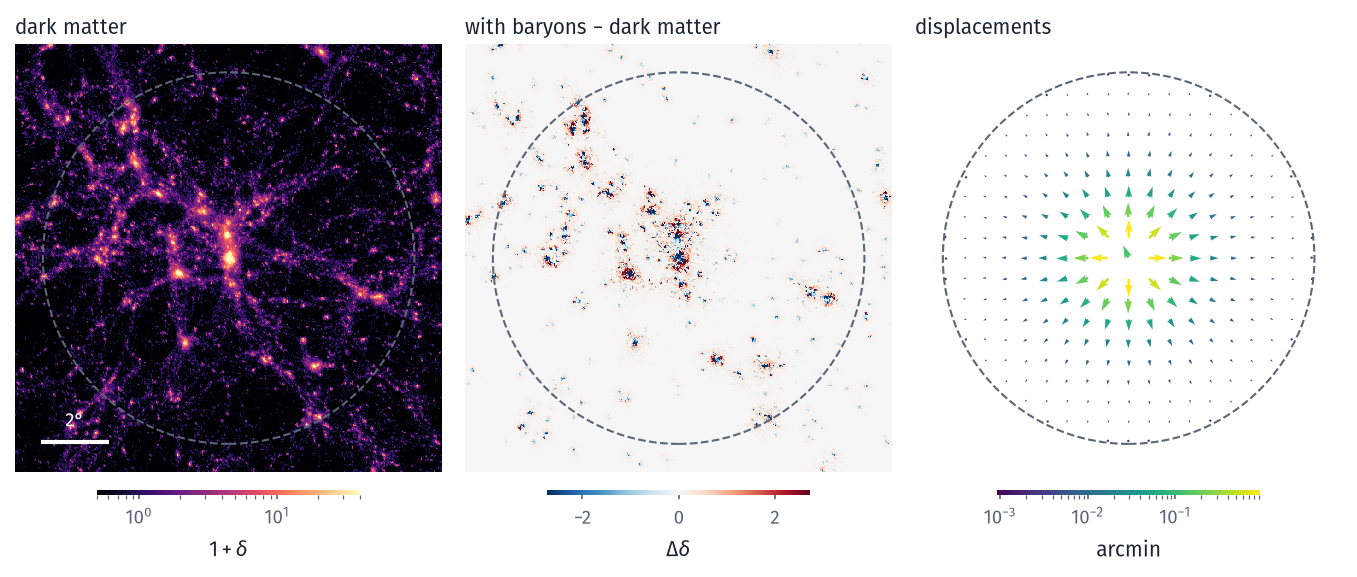 dark matter
with baryons – dark matter
displacements
2°
10⁰ 10¹
1 + δ
−2 0 2
Δδ
10⁻³ 10⁻² 10⁻¹
arcmin